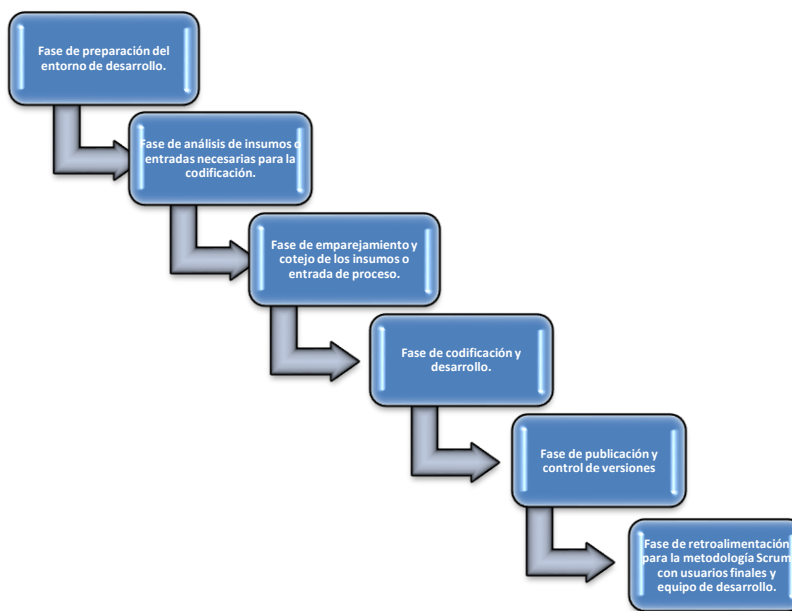 Fase de preparación del
entorno de desarrollo.
Fase de análisis de insumos o
entradas necesarias para la
codificación.
Fase de emparejamiento y
cotejo de los insumos o
entrada de proceso.
Fase de codificación y
desarrollo.
Fase de publicación y
control de versiones
Fase de retroalimentación
para la metodología Scrum
con usuarios finales y
equipo de desarrollo.